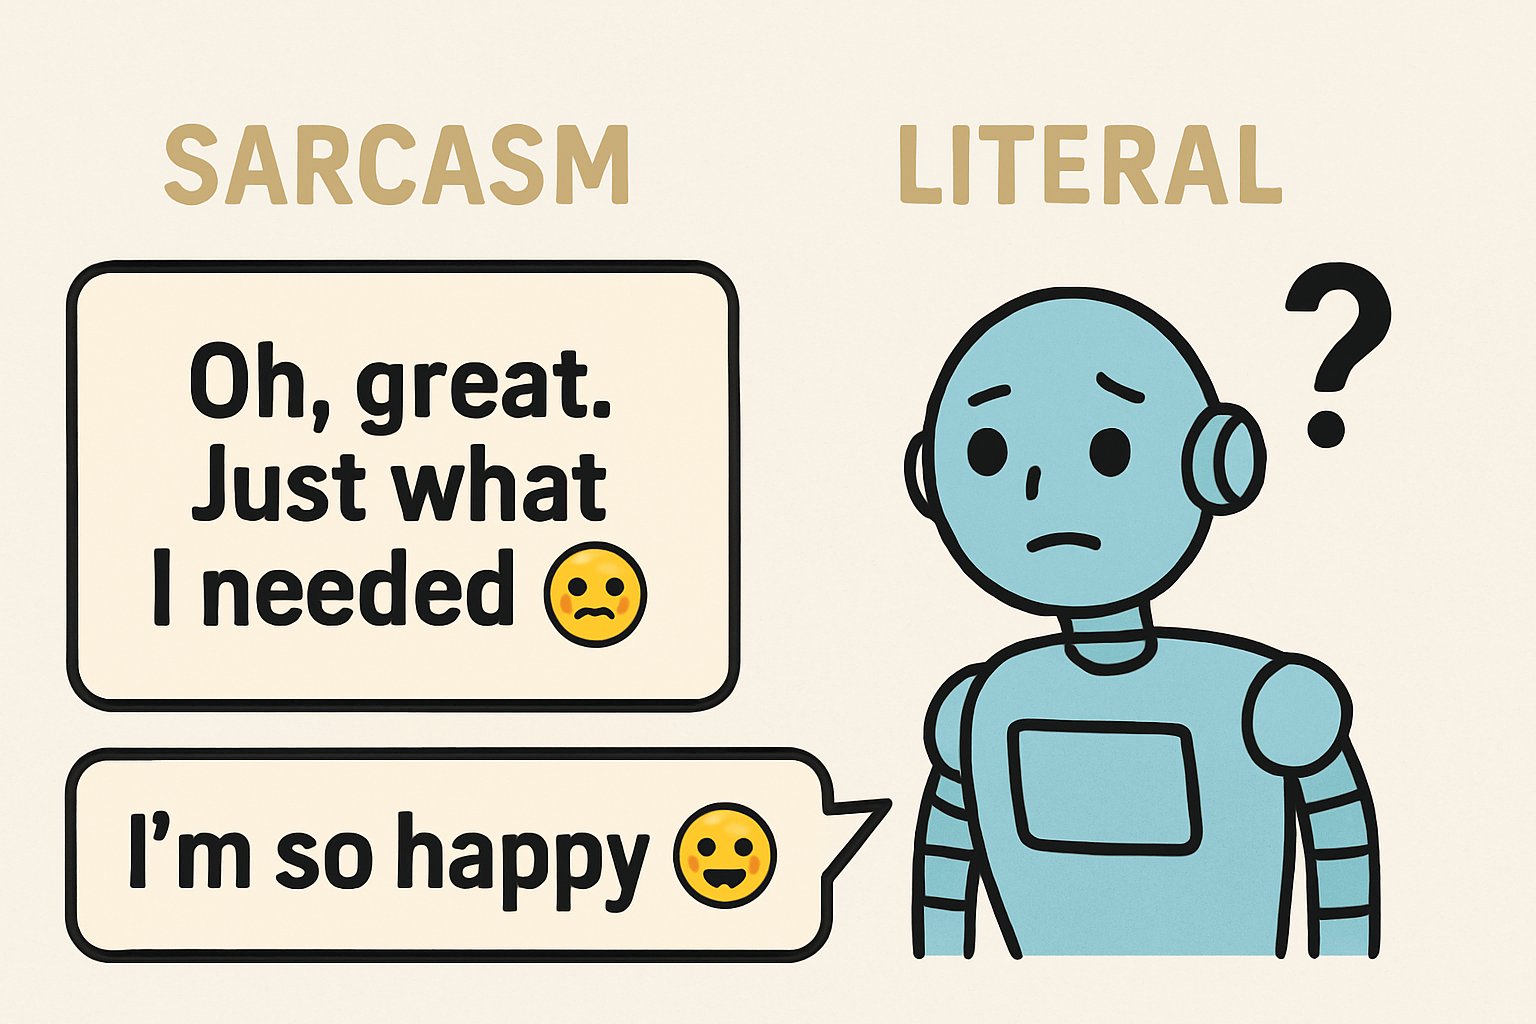 SARCASM
LITERAL
Oh, great.
Just what
I needed 🙁
?
I’m so happy 😃